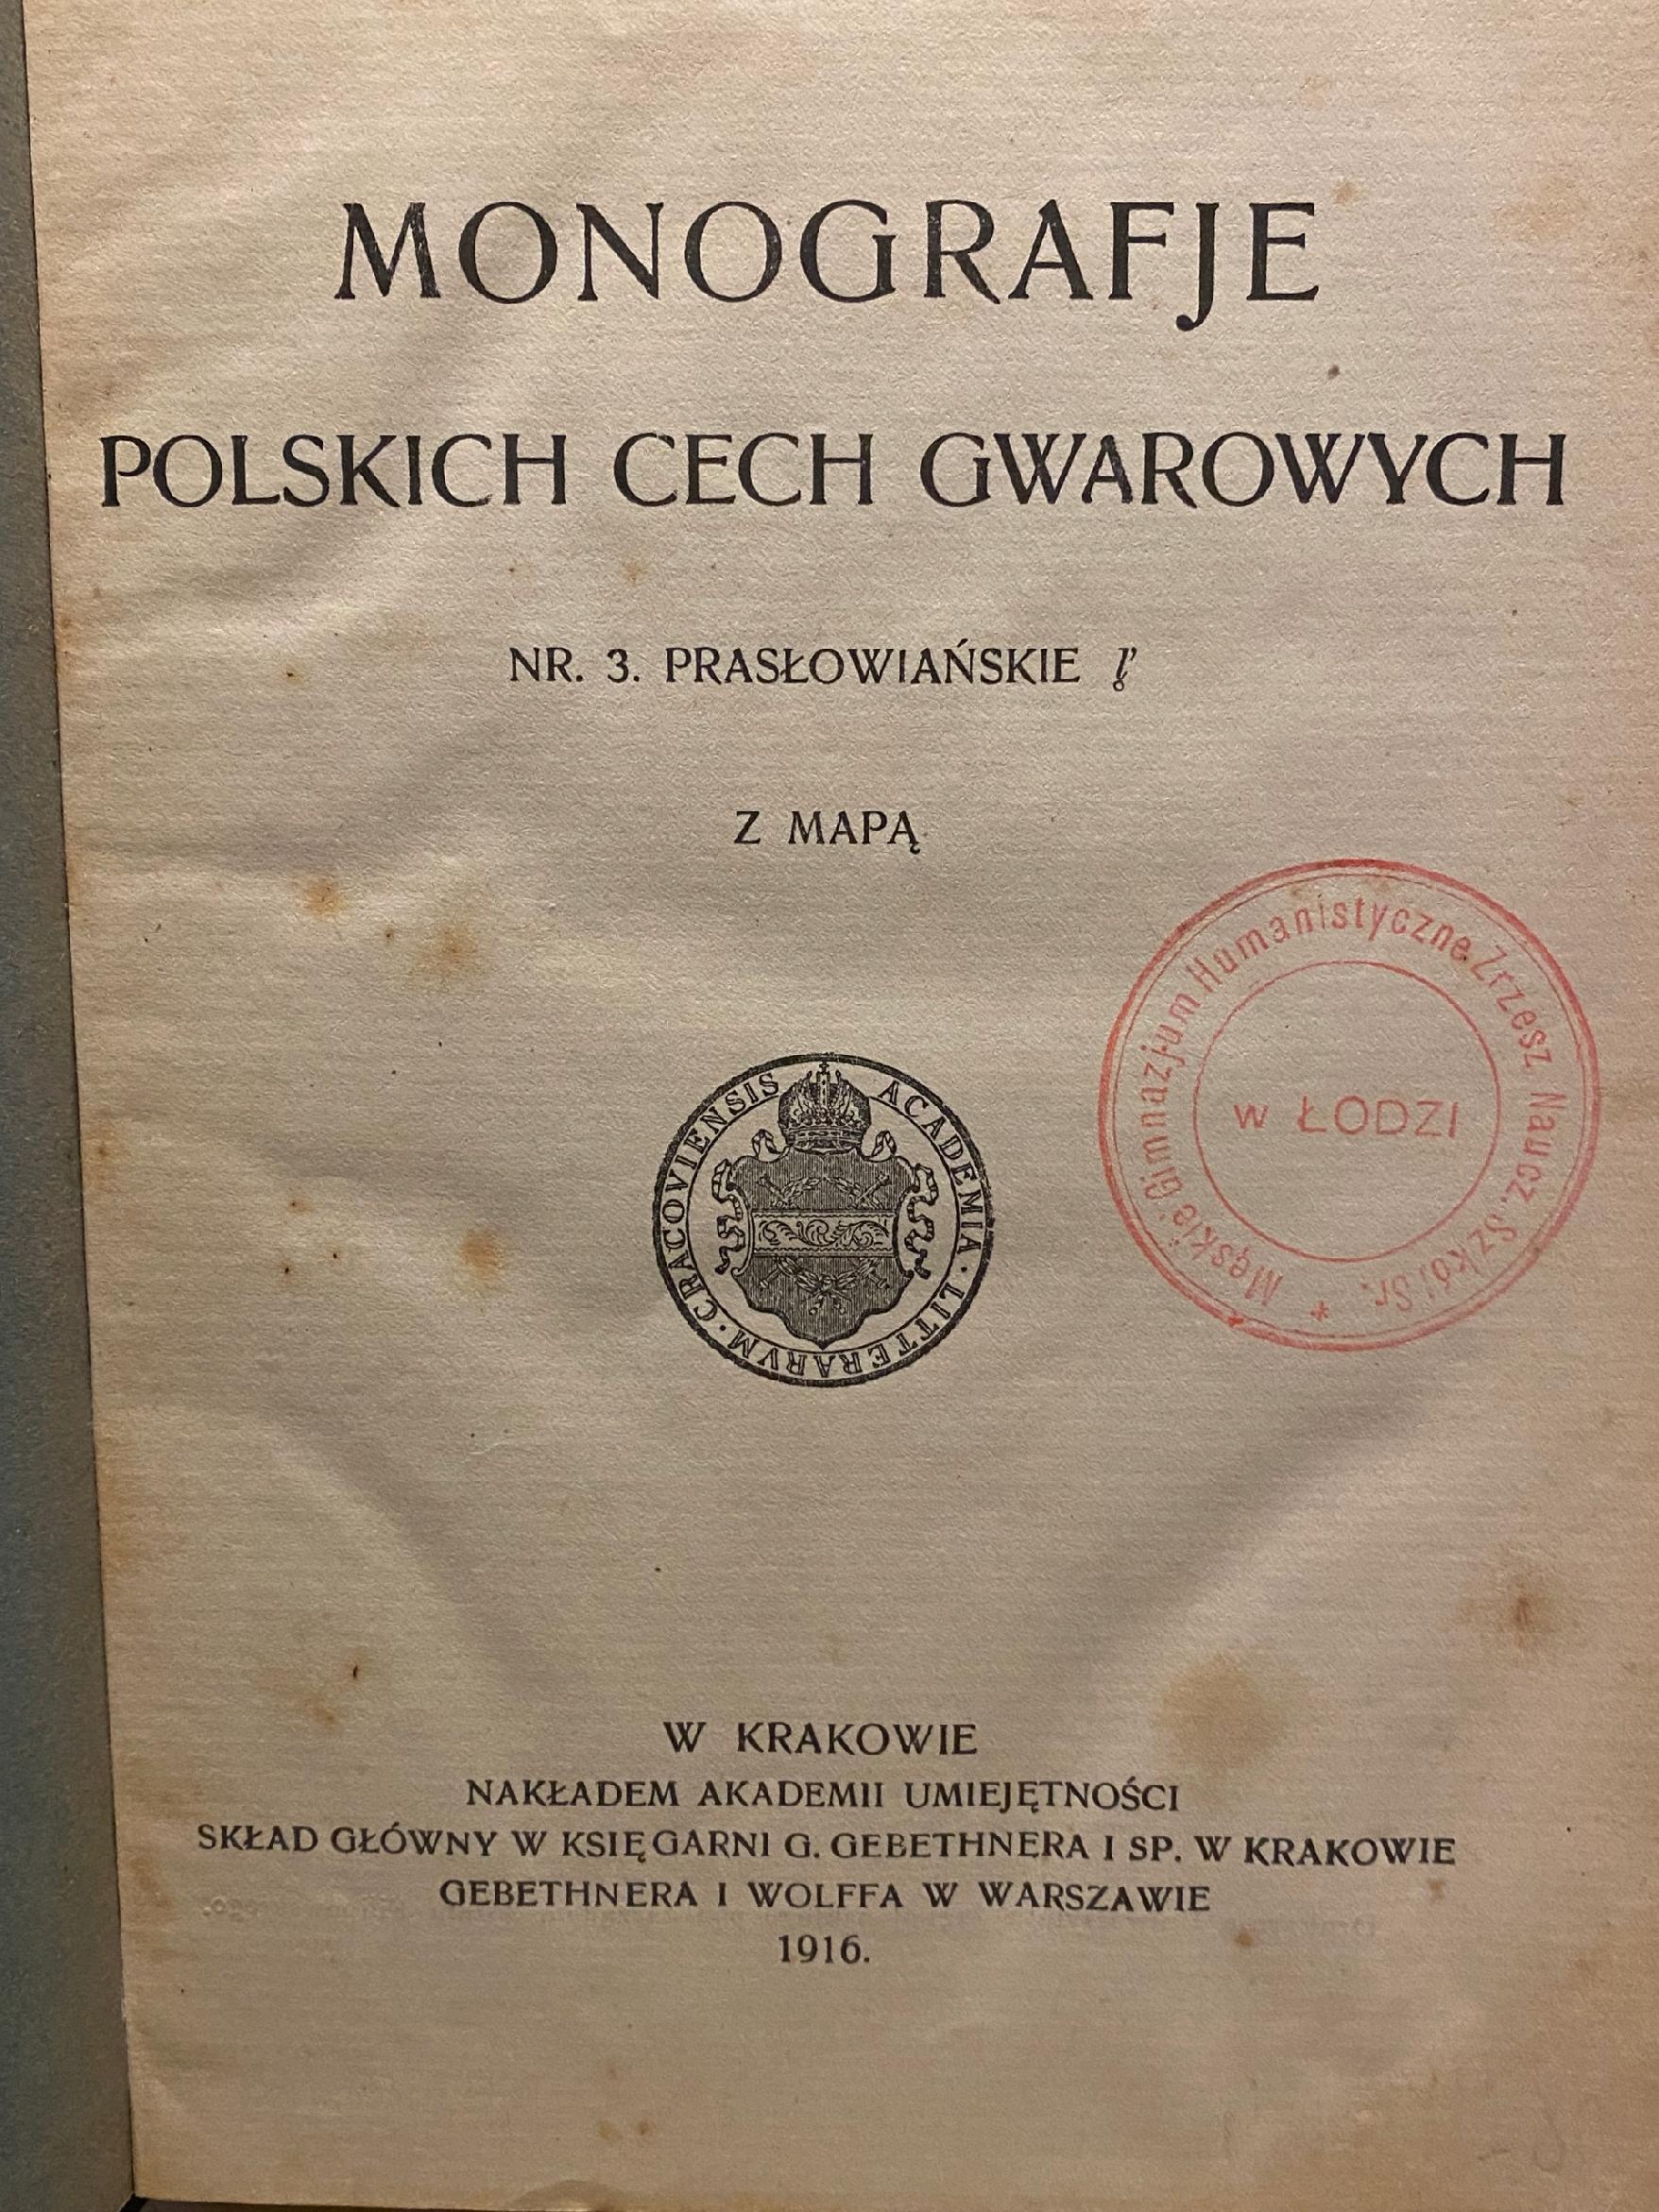 MONOGRAFJE
POLSKICH CECH GWAROWYCH
NR. 3. PRASŁOWIAŃSKIE l̥’
Z MAPĄ
ACADEMIA · LITTERARVM · CRACOVIENSIS
Męskie Gimnazjum Humanistyczne Zrzesz. Naucz. Szkół Śr. *
w ŁODZI
W KRAKOWIE
NAKŁADEM AKADEMII UMIEJĘTNOŚCI
SKŁAD GŁÓWNY W KSIĘGARNI G. GEBETHNERA I SP. W KRAKOWIE
GEBETHNERA I WOLFFA W WARSZAWIE
1916.